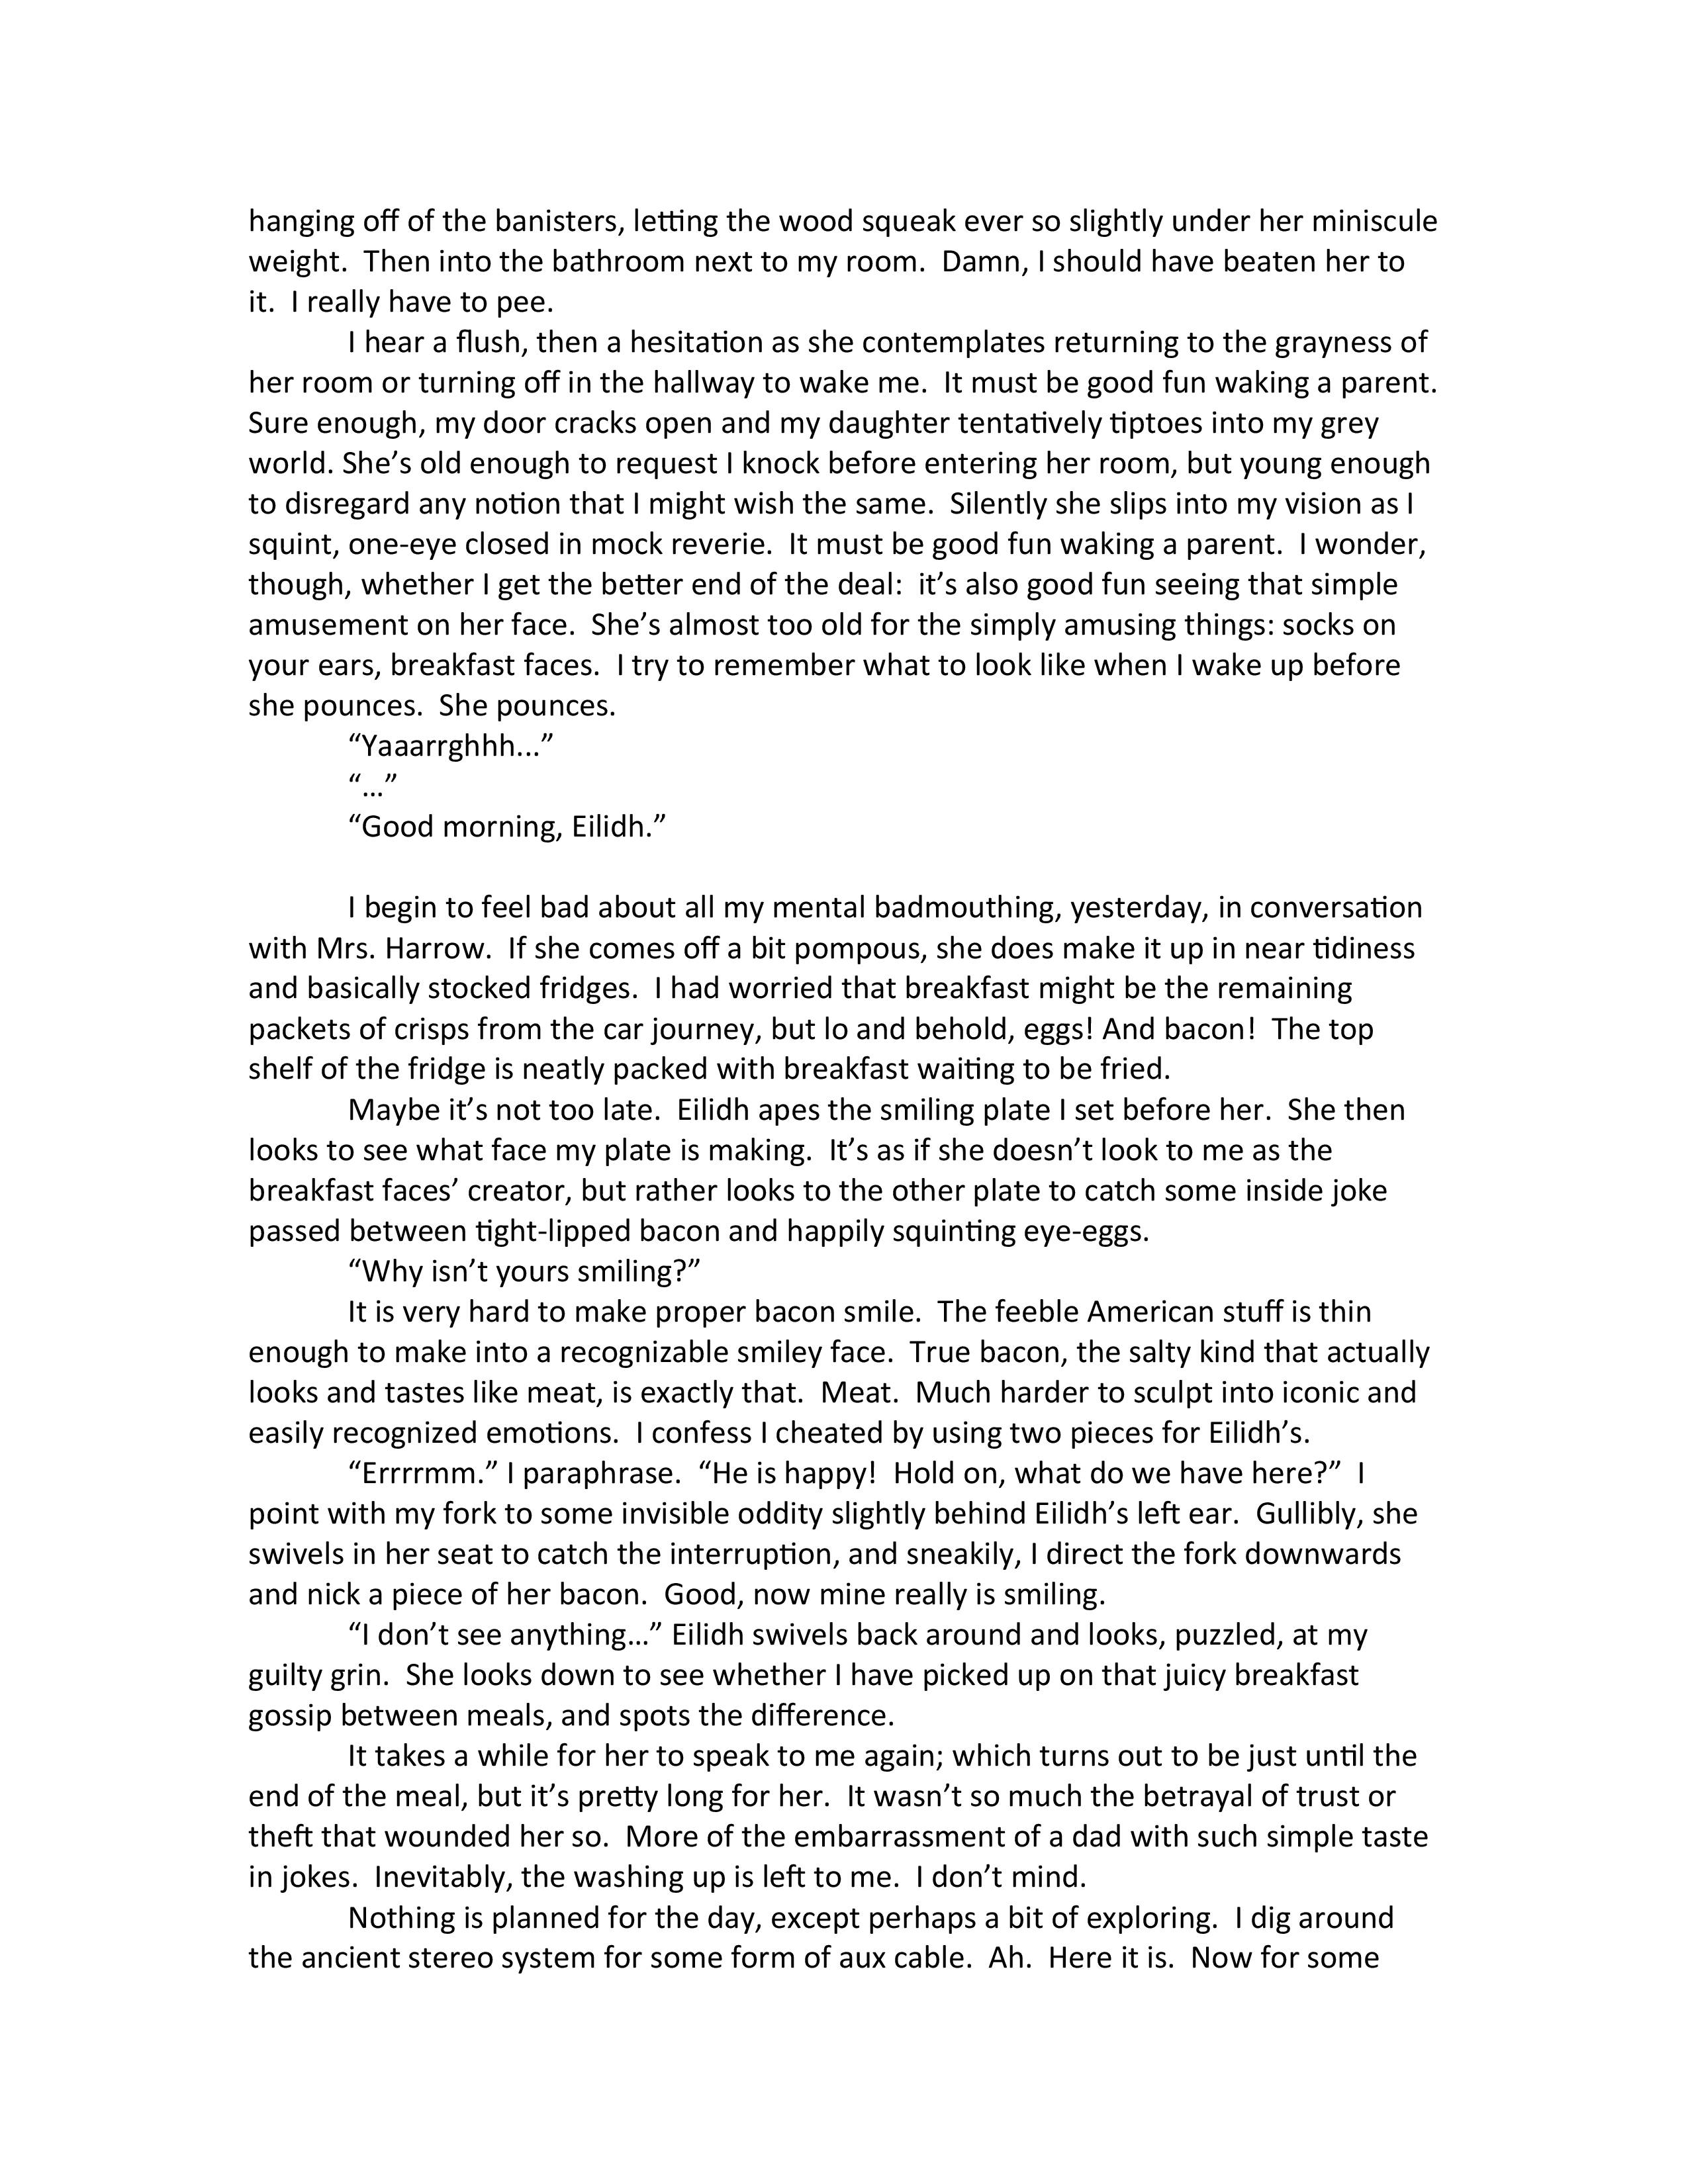 hanging off of the banisters, letting the wood squeak ever so slightly under her miniscule
weight.  Then into the bathroom next to my room.  Damn, I should have beaten her to
it.  I really have to pee.
I hear a flush, then a hesitation as she contemplates returning to the grayness of
her room or turning off in the hallway to wake me.  It must be good fun waking a parent.
Sure enough, my door cracks open and my daughter tentatively tiptoes into my grey
world. She’s old enough to request I knock before entering her room, but young enough
to disregard any notion that I might wish the same.  Silently she slips into my vision as I
squint, one-eye closed in mock reverie.  It must be good fun waking a parent.  I wonder,
though, whether I get the better end of the deal:  it’s also good fun seeing that simple
amusement on her face.  She’s almost too old for the simply amusing things: socks on
your ears, breakfast faces.  I try to remember what to look like when I wake up before
she pounces.  She pounces.
“Yaaarrghhh...”
“…”
“Good morning, Eilidh.”
I begin to feel bad about all my mental badmouthing, yesterday, in conversation
with Mrs. Harrow.  If she comes off a bit pompous, she does make it up in near tidiness
and basically stocked fridges.  I had worried that breakfast might be the remaining
packets of crisps from the car journey, but lo and behold, eggs! And bacon!  The top
shelf of the fridge is neatly packed with breakfast waiting to be fried.
Maybe it’s not too late.  Eilidh apes the smiling plate I set before her.  She then
looks to see what face my plate is making.  It’s as if she doesn’t look to me as the
breakfast faces’ creator, but rather looks to the other plate to catch some inside joke
passed between tight-lipped bacon and happily squinting eye-eggs.
“Why isn’t yours smiling?”
It is very hard to make proper bacon smile.  The feeble American stuff is thin
enough to make into a recognizable smiley face.  True bacon, the salty kind that actually
looks and tastes like meat, is exactly that.  Meat.  Much harder to sculpt into iconic and
easily recognized emotions.  I confess I cheated by using two pieces for Eilidh’s.
“Errrrmm.” I paraphrase.  “He is happy!  Hold on, what do we have here?”  I
point with my fork to some invisible oddity slightly behind Eilidh’s left ear.  Gullibly, she
swivels in her seat to catch the interruption, and sneakily, I direct the fork downwards
and nick a piece of her bacon.  Good, now mine really is smiling.
“I don’t see anything…” Eilidh swivels back around and looks, puzzled, at my
guilty grin.  She looks down to see whether I have picked up on that juicy breakfast
gossip between meals, and spots the difference.
It takes a while for her to speak to me again; which turns out to be just until the
end of the meal, but it’s pretty long for her.  It wasn’t so much the betrayal of trust or
theft that wounded her so.  More of the embarrassment of a dad with such simple taste
in jokes.  Inevitably, the washing up is left to me.  I don’t mind.
Nothing is planned for the day, except perhaps a bit of exploring.  I dig around
the ancient stereo system for some form of aux cable.  Ah.  Here it is.  Now for some